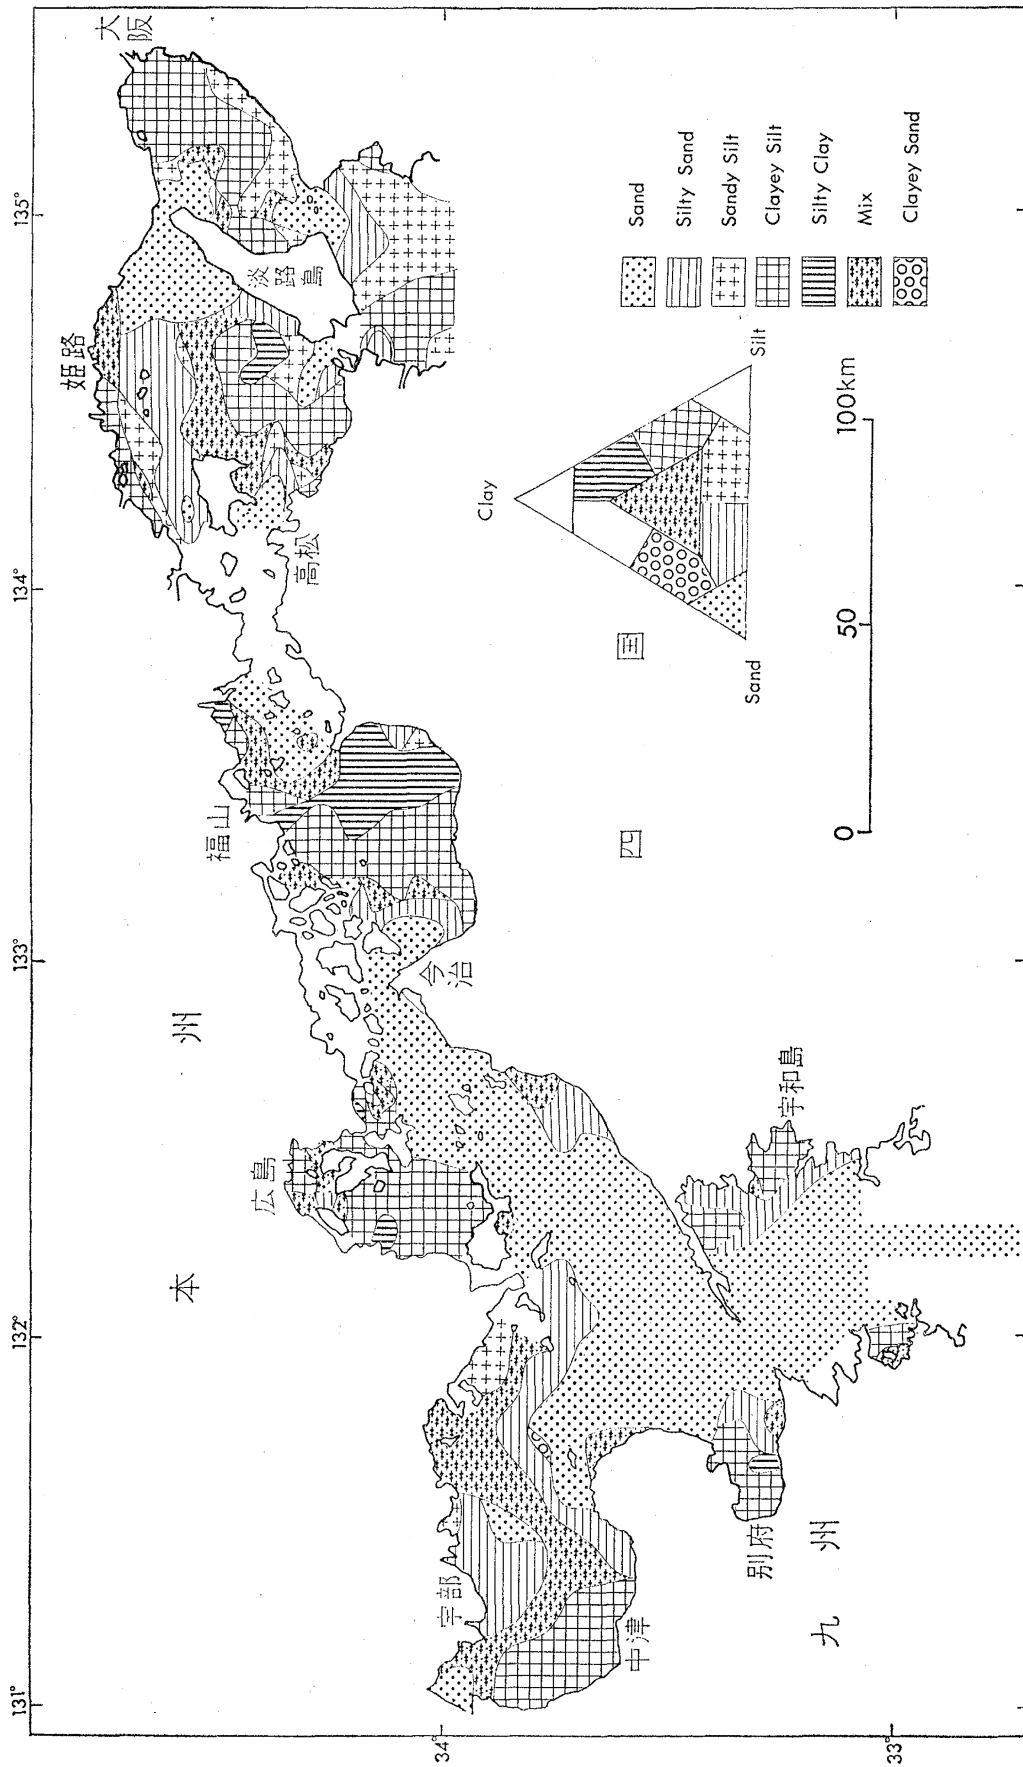 131°
132°
133°
134°
135°
34°
33°
大阪
姫路
淡路島
高松
福山
今治
本州
広島
宇和島
宇部
中津
別府
九州
四国
Sand
Silty Sand
Sandy Silt
Clayey Silt
Silty Clay
Mix
Clayey Sand
Clay
Sand
Silt
0
50
100km